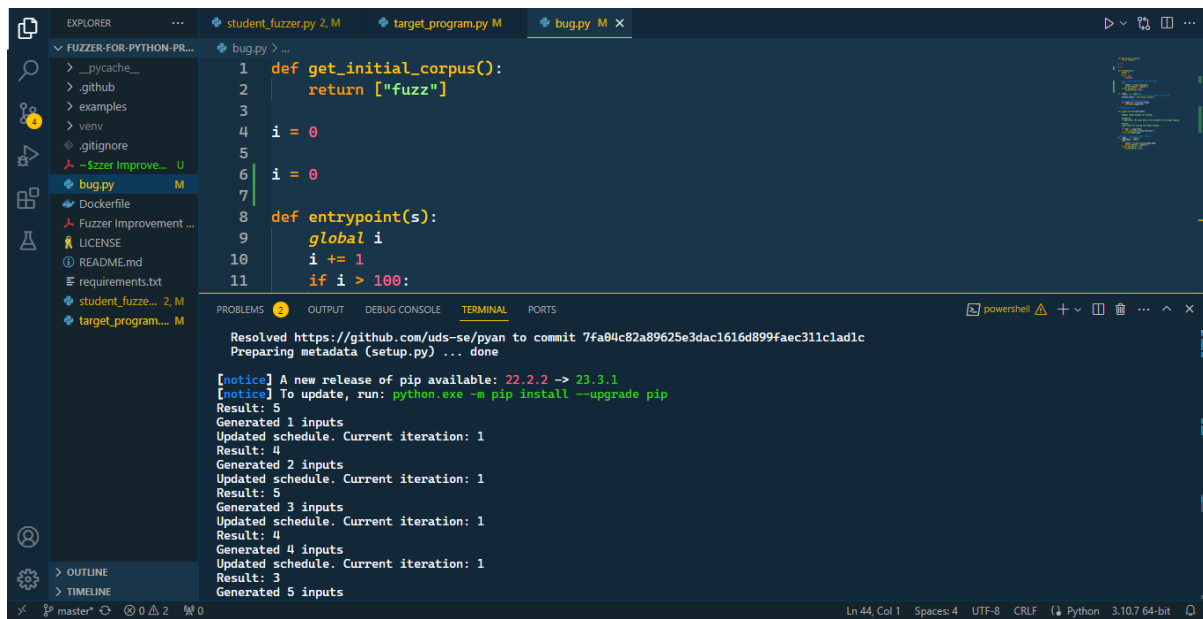 EXPLORER ...
FUZZER-FOR-PYTHON-PR...
__pycache__
.github
examples
venv
.gitignore
~$zzer Improve... U
bug.py M
Dockerfile
Fuzzer Improvement ...
LICENSE
README.md
requirements.txt
student_fuzze... 2, M
target_program.... M
OUTLINE
TIMELINE
4
student_fuzzer.py 2, M target_program.py M bug.py M
bug.py > ...
1 def get_initial_corpus():
2 return ["fuzz"]
3
4 i = 0
5
6 i = 0
7
8 def entrypoint(s):
9 global i
10 i += 1
11 if i > 100:
PROBLEMS 2 OUTPUT DEBUG CONSOLE TERMINAL PORTS powershell
Resolved https://github.com/uds-se/pyan to commit 7fa04c82a89625e3dac1616d899faec311c1ad1c
Preparing metadata (setup.py) ... done
[notice] A new release of pip available: 22.2.2 -> 23.3.1
[notice] To update, run: python.exe -m pip install --upgrade pip
Result: 5
Generated 1 inputs
Updated schedule. Current iteration: 1
Result: 4
Generated 2 inputs
Updated schedule. Current iteration: 1
Result: 5
Generated 3 inputs
Updated schedule. Current iteration: 1
Result: 4
Generated 4 inputs
Updated schedule. Current iteration: 1
Result: 3
Generated 5 inputs
master* 0 2 0 Ln 44, Col 1 Spaces: 4 UTF-8 CRLF Python 3.10.7 64-bit